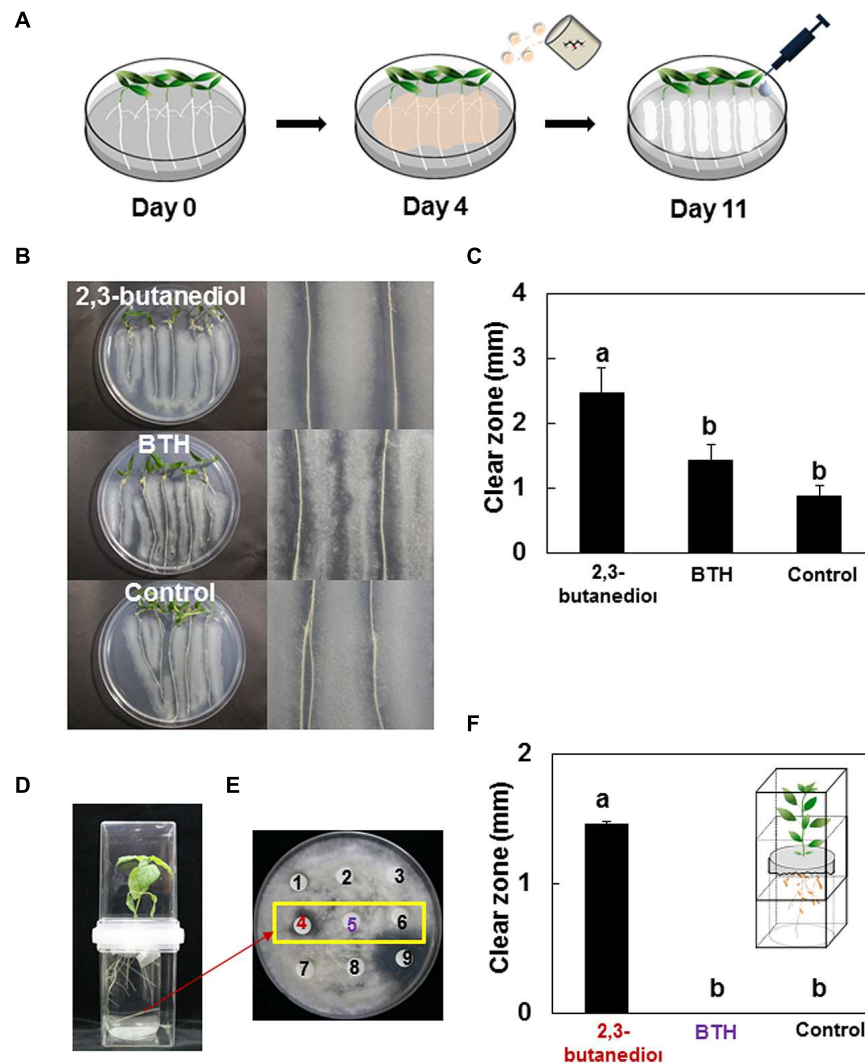 A
Day 0
Day 4
Day 11
B
2,3-butanediol
BTH
Control
C
Clear zone (mm)
4
3
2
1
0
a
b
b
2,3-
butanediol
BTH
Control
D
E
1
2
3
4
5
6
7
8
9
F
Clear zone (mm)
2
1
0
a
b
b
2,3-
butanediol
BTH
Control